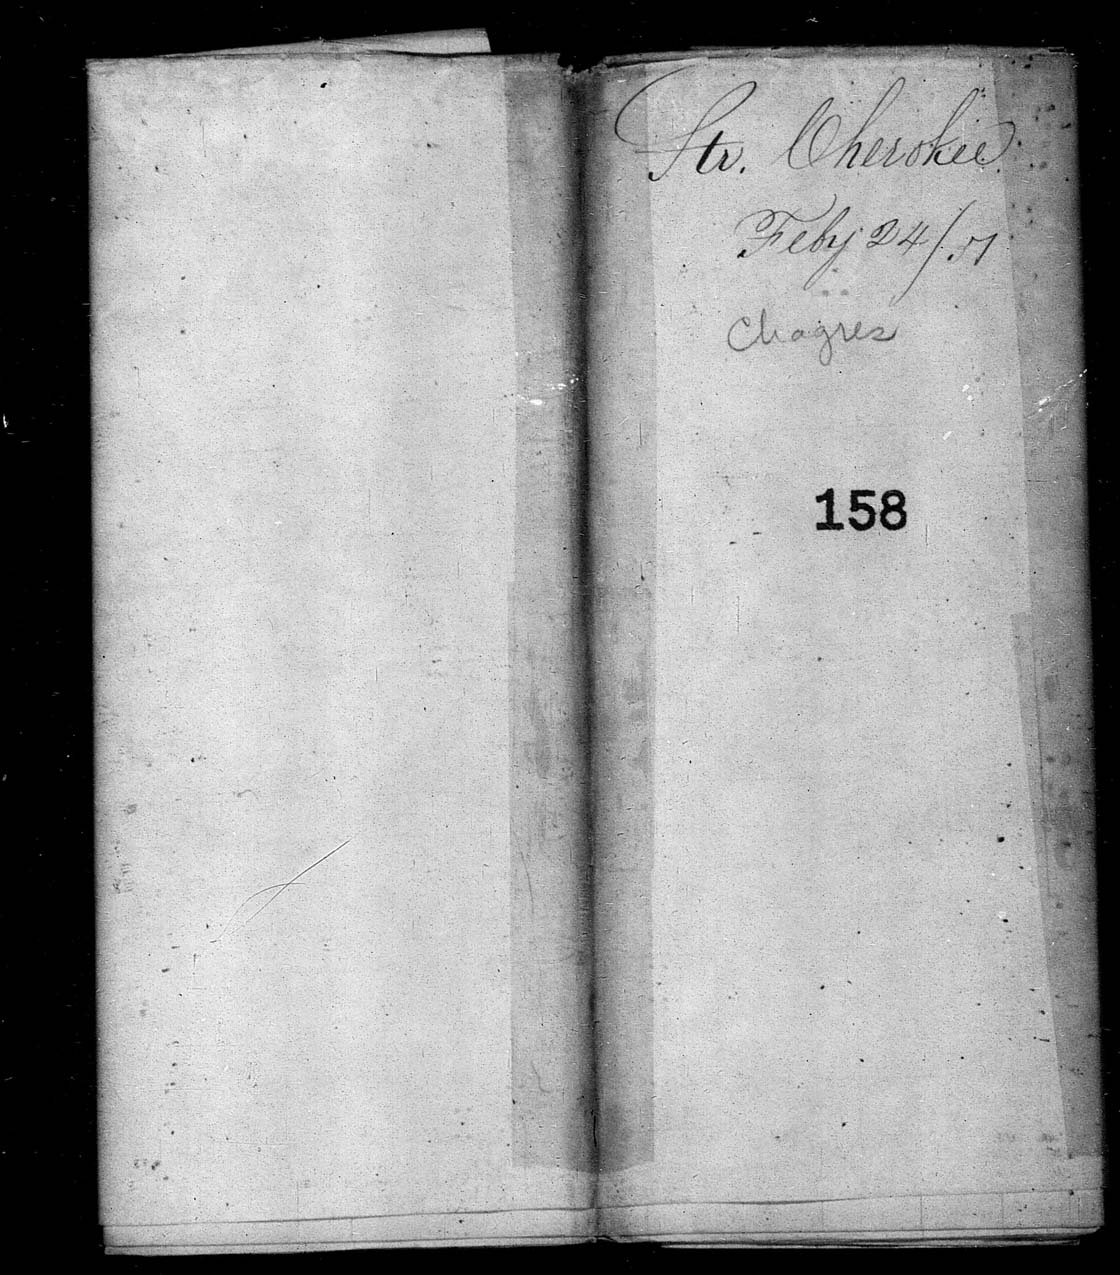 Str. Cherokee
Feby 24/51
Chagres
158